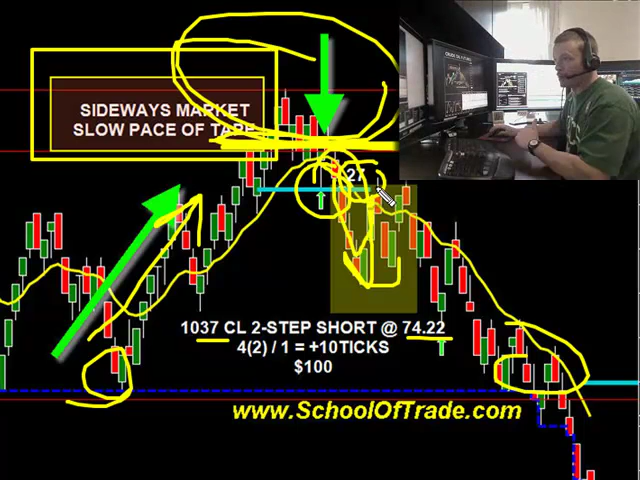 SIDEWAYS MARKET
SLOW PACE OF TAPE
27
1037 CL 2-STEP SHORT @ 74.22
4(2) / 1 = +10TICKS
$100
www.SchoolOfTrade.com